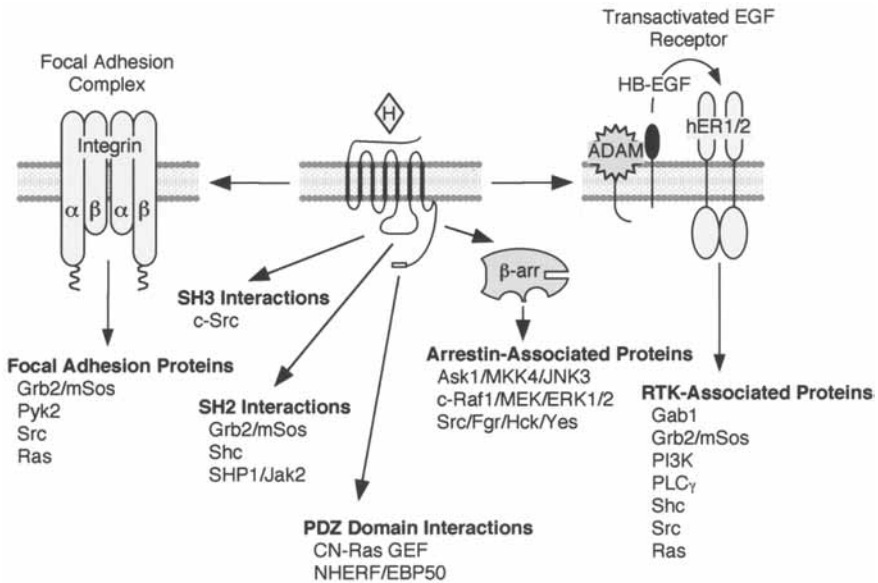 Transactivated EGF
Receptor
Focal Adhesion
Complex
H
HB-EGF
hER1/2
Integrin
ADAM
α β α β
β-arr
SH3 Interactions
c-Src
Focal Adhesion Proteins
Grb2/mSos
Pyk2
Src
Ras
SH2 Interactions
Grb2/mSos
Shc
SHP1/Jak2
PDZ Domain Interactions
CN-Ras GEF
NHERF/EBP50
Arrestin-Associated Proteins
Ask1/MKK4/JNK3
c-Raf1/MEK/ERK1/2
Src/Fgr/Hck/Yes
RTK-Associated Proteins
Gab1
Grb2/mSos
PI3K
PLCγ
Shc
Src
Ras